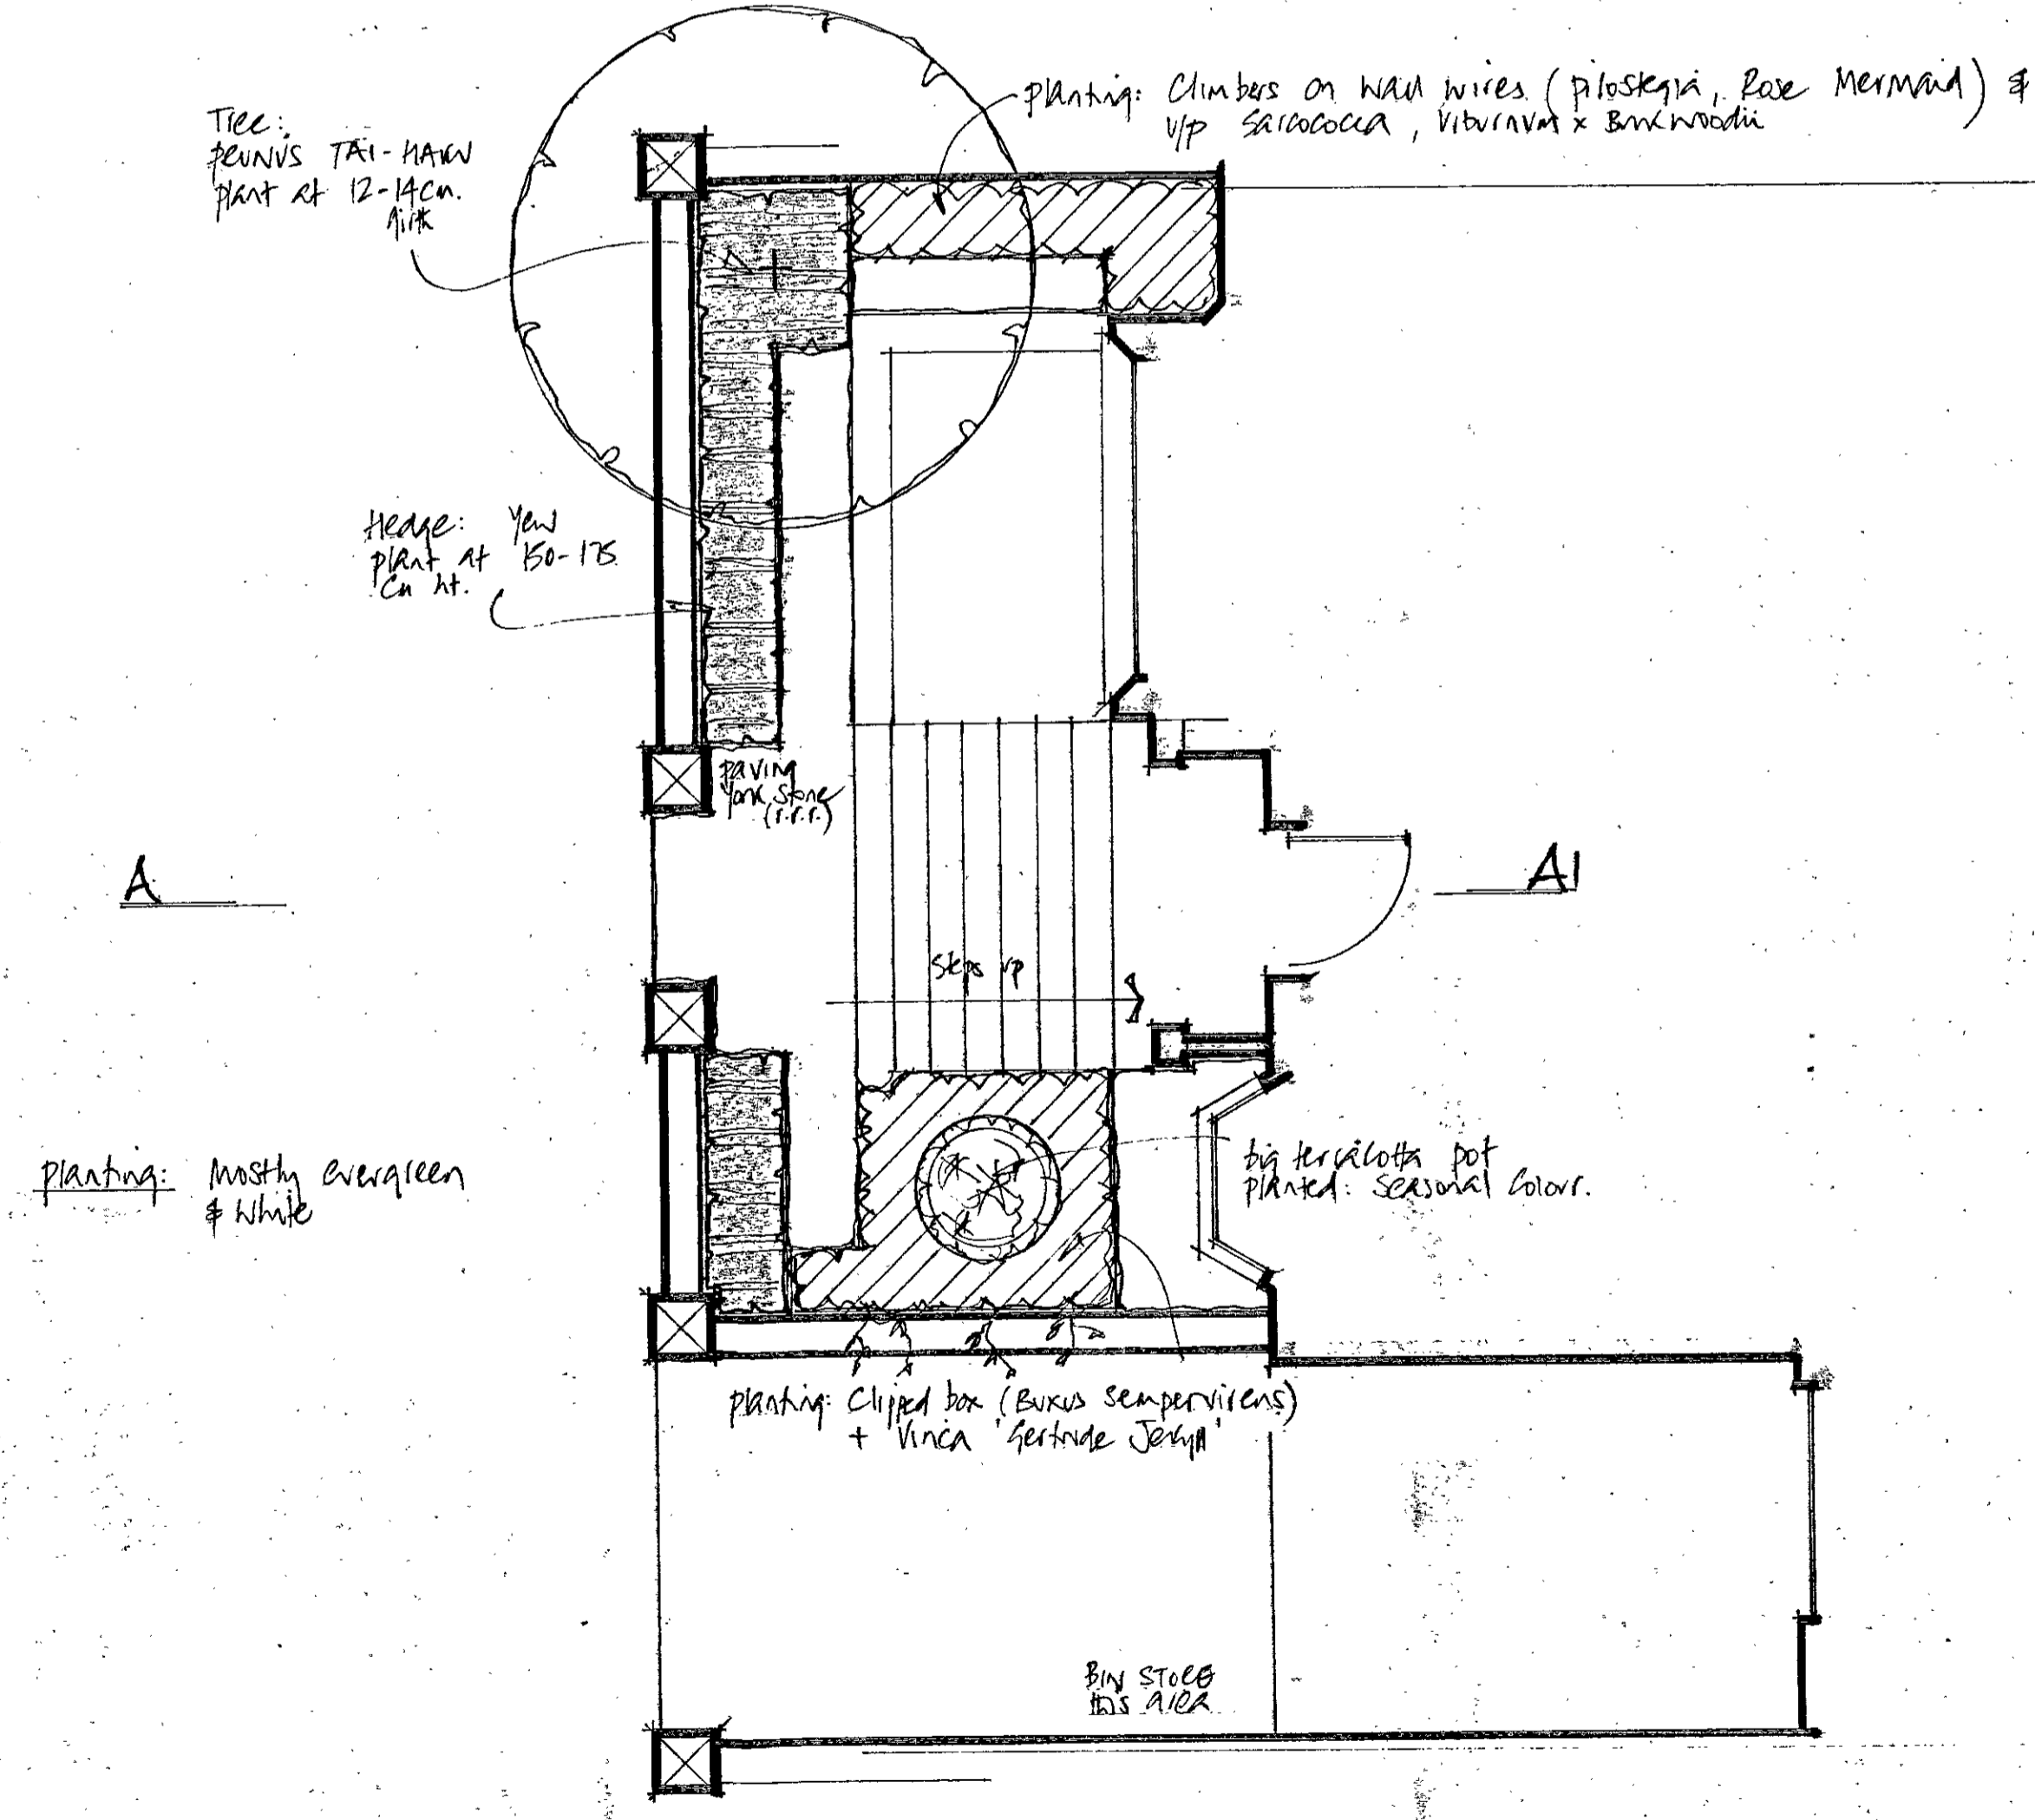 planting: Climbers on wall wires (pilostegia, Rose Mermaid) &
u/p Sarcococca, Viburnum x Burkwoodii
Tree:
PRUNUS TAI-HAKU
plant at 12-14cm.
girth
Hedge: Yew
plant at 150-175
cm ht.
paving
York Stone
(r.r.r.)
A
A1
Steps up
planting: Mostly evergreen
& White
big terracotta pot
planted: Seasonal Colour.
planting: Clipped box (Buxus Sempervirens)
+ Vinca 'Gertrude Jekyll'
BIN STORE
this area